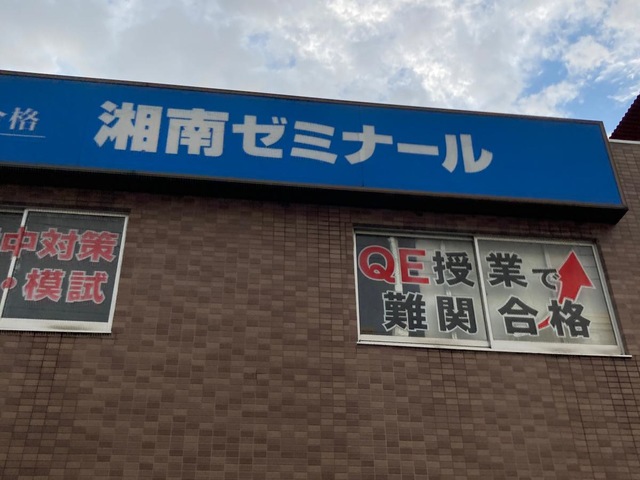 合格
湘南ゼミナール
中対策
・模試
QE授業で
難関合格